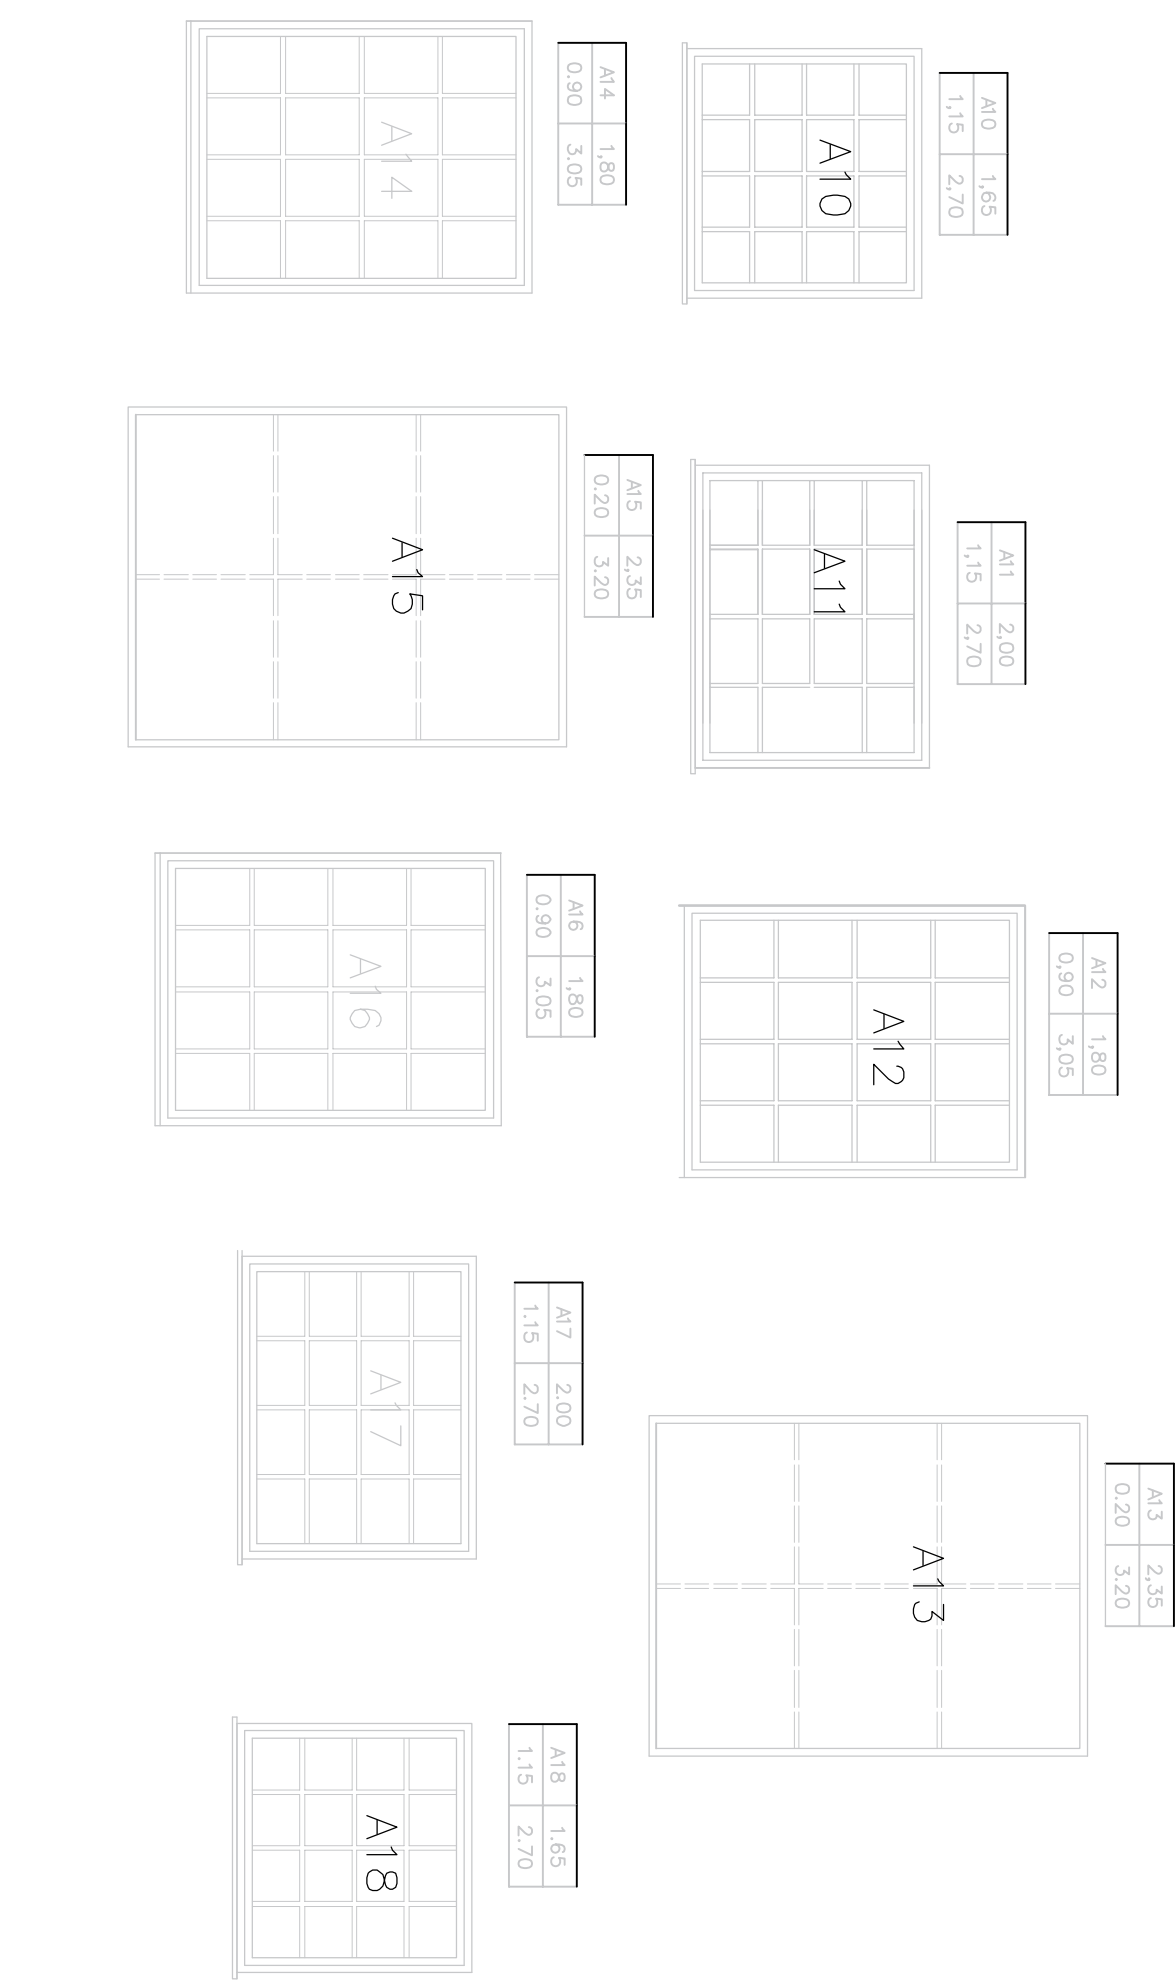 A10 1,65
1,15 2,70
A10
A11 2,00
1,15 2,70
A11
A12 1,80
0,90 3,05
A12
A13 2,35
0.20 3.20
A13
A14 1,80
0.90 3.05
A14
A15 2,35
0.20 3.20
A15
A16 1,80
0.90 3.05
A16
A17 2.00
1.15 2.70
A17
A18 1.65
1.15 2.70
A18